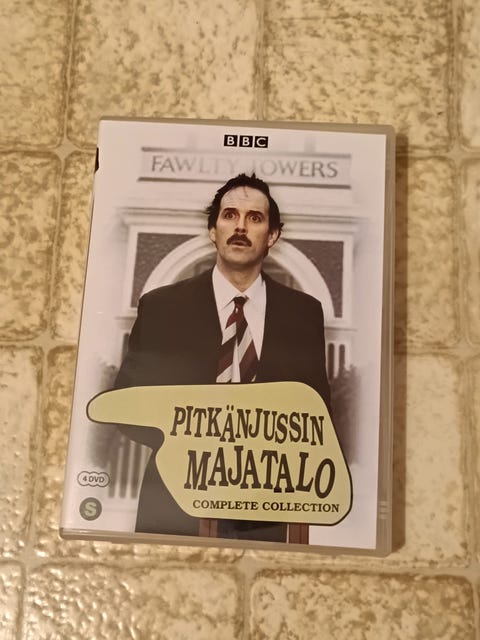 BBC
FAWLTY TOWERS
PITKÄNJUSSIN
MAJATALO
COMPLETE COLLECTION
4 DVD
S